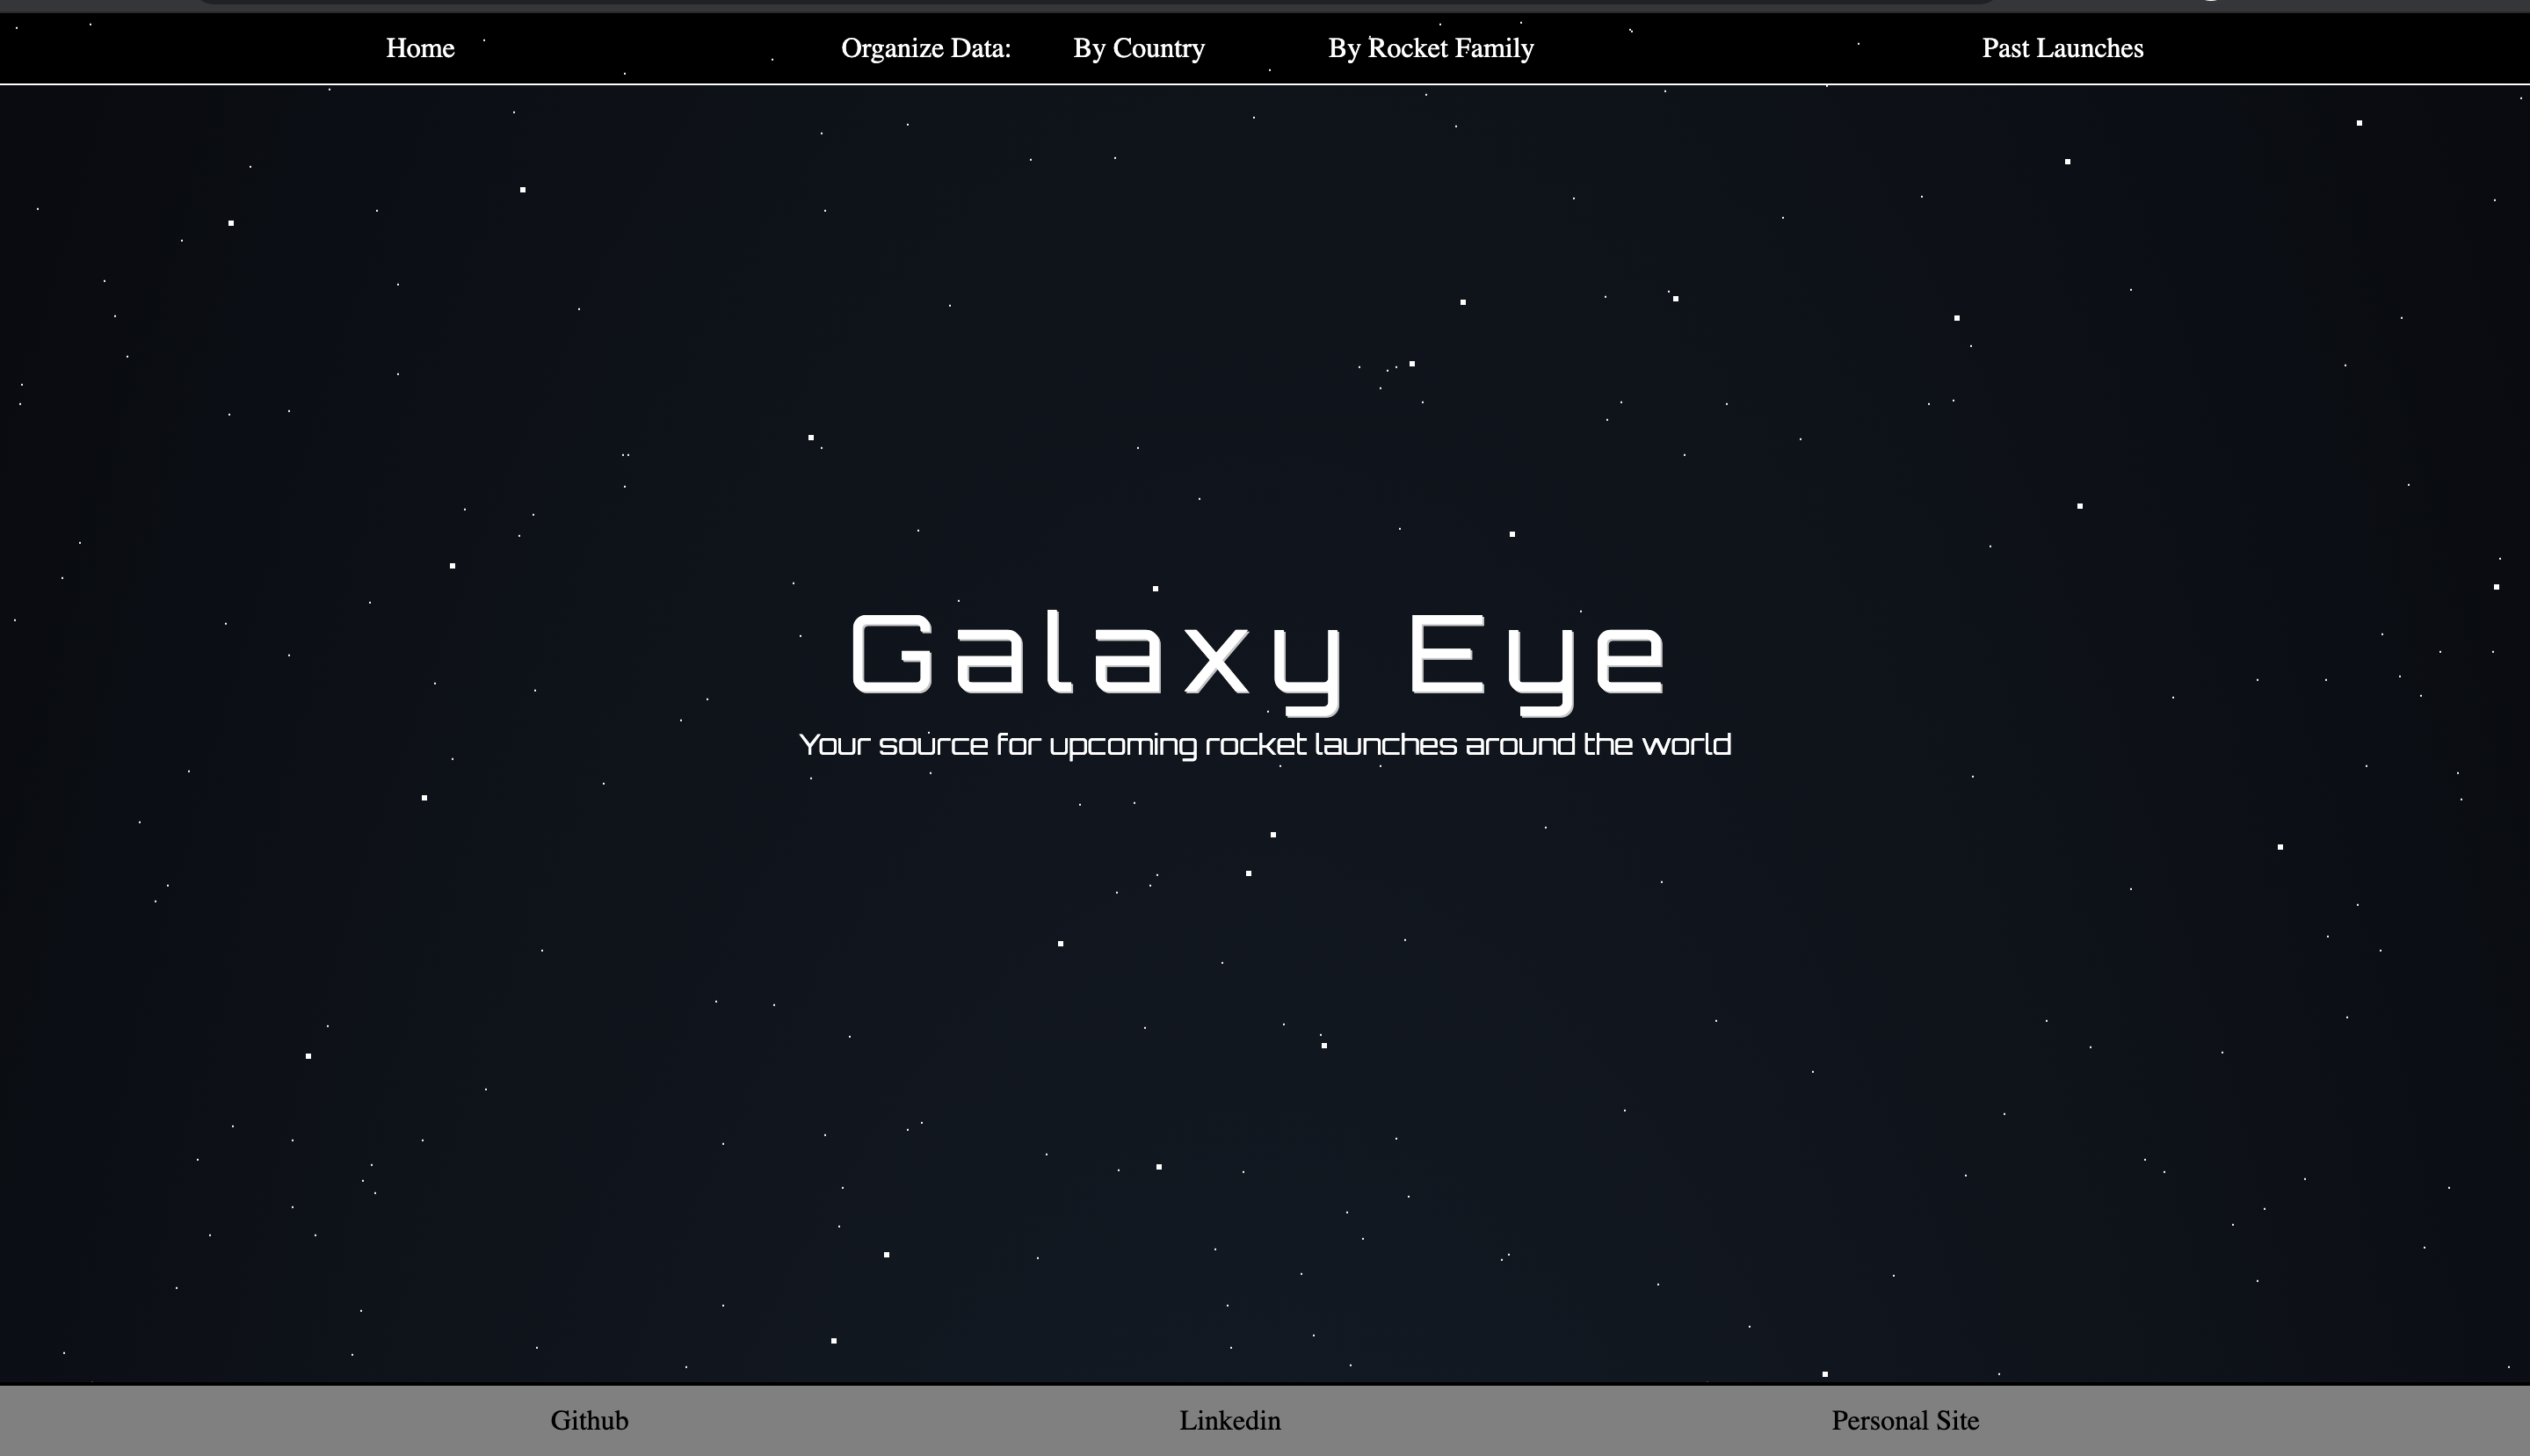 Home Organize Data: By Country By Rocket Family Past Launches
Galaxy Eye
Your source for upcoming rocket launches around the world
Github Linkedin Personal Site